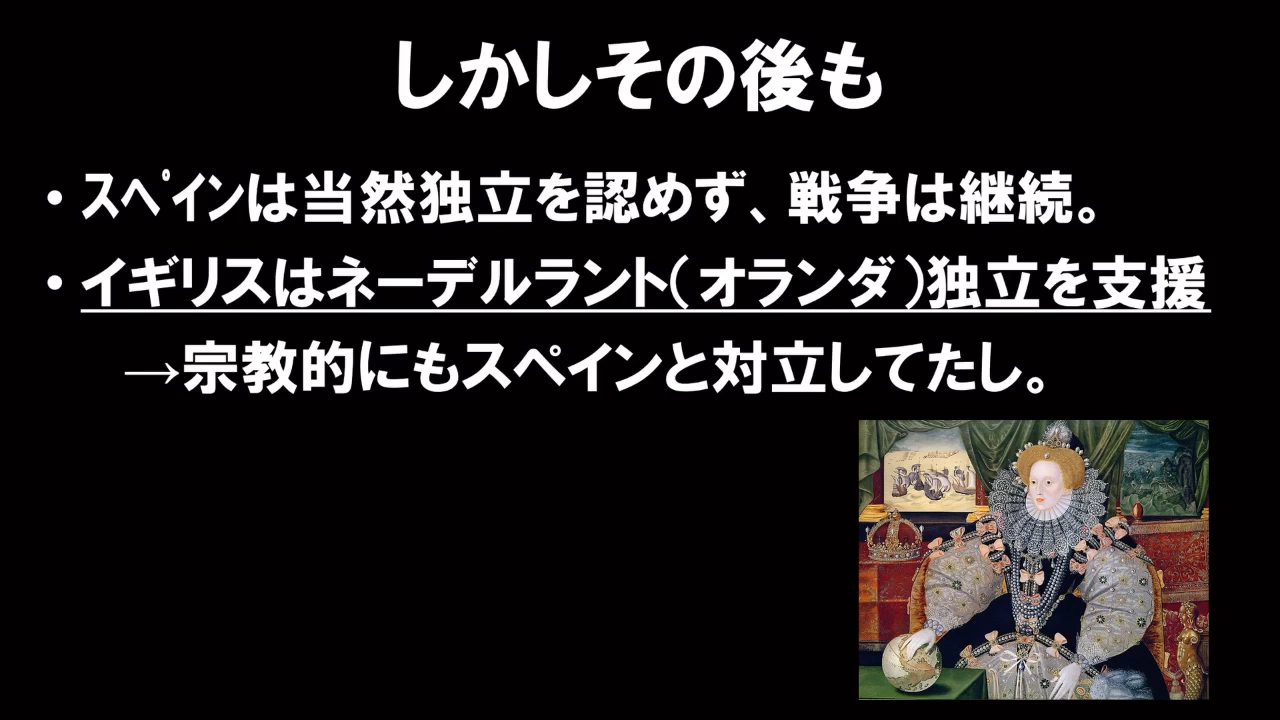 しかしその後も
・ｽﾍﾟｲﾝは当然独立を認めず、戦争は継続。
・イギリスはネーデルラント(オランダ)独立を支援
→宗教的にもスペインと対立してたし。